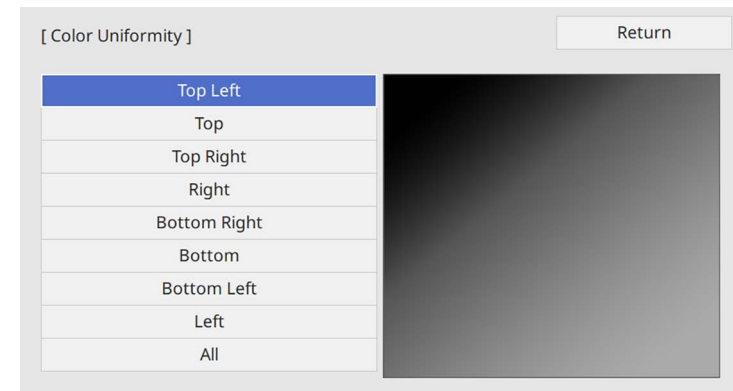 [ Color Uniformity ]
Return
Top Left
Top
Top Right
Right
Bottom Right
Bottom
Bottom Left
Left
All